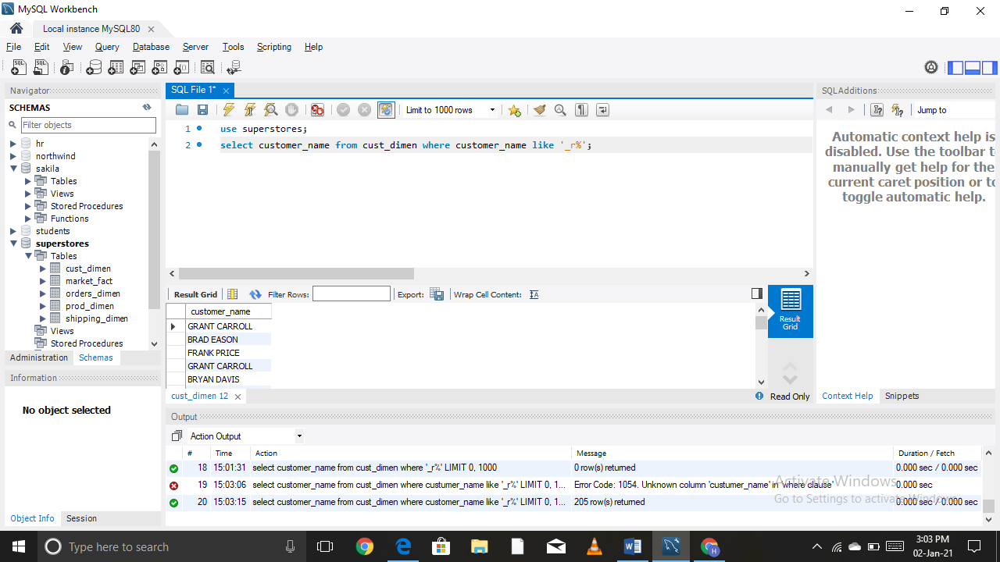 MySQL Workbench
Local instance MySQL80
File Edit View Query Database Server Tools Scripting Help
Navigator
SCHEMAS
Filter objects
hr
northwind
sakila
Tables
Views
Stored Procedures
Functions
students
superstores
Tables
cust_dimen
market_fact
orders_dimen
prod_dimen
shipping_dimen
Views
Stored Procedures
Administration Schemas
Information
No object selected
Object Info Session
SQL File 1*
Limit to 1000 rows
1 use superstores;
2 select customer_name from cust_dimen where customer_name like '_r%';
Result Grid Filter Rows: Export: Wrap Cell Content:
customer_name
GRANT CARROLL
BRAD EASON
FRANK PRICE
GRANT CARROLL
BRYAN DAVIS
Result
Grid
cust_dimen 12
Read Only
SQLAdditions
Jump to
Automatic context help is
disabled. Use the toolbar t
manually get help for the
current caret position or to
toggle automatic help.
Context Help Snippets
Output
Action Output
# Time Action Message Duration / Fetch
18 15:01:31 select customer_name from cust_dimen where '_r%' LIMIT 0, 1000 0 row(s) returned 0.000 sec / 0.000 sec
19 15:03:06 select customer_name from cust_dimen where custumer_name like '_r%' LIMIT 0, 1... Error Code: 1054. Unknown column 'custumer_name' in 'where clause' 0.000 sec
20 15:03:15 select customer_name from cust_dimen where customer_name like '_r%' LIMIT 0, 1... 205 row(s) returned 0.000 sec / 0.000 sec
Activate Windows
Go to Settings to activate Windows.
Type here to search
3:03 PM
02-Jan-21